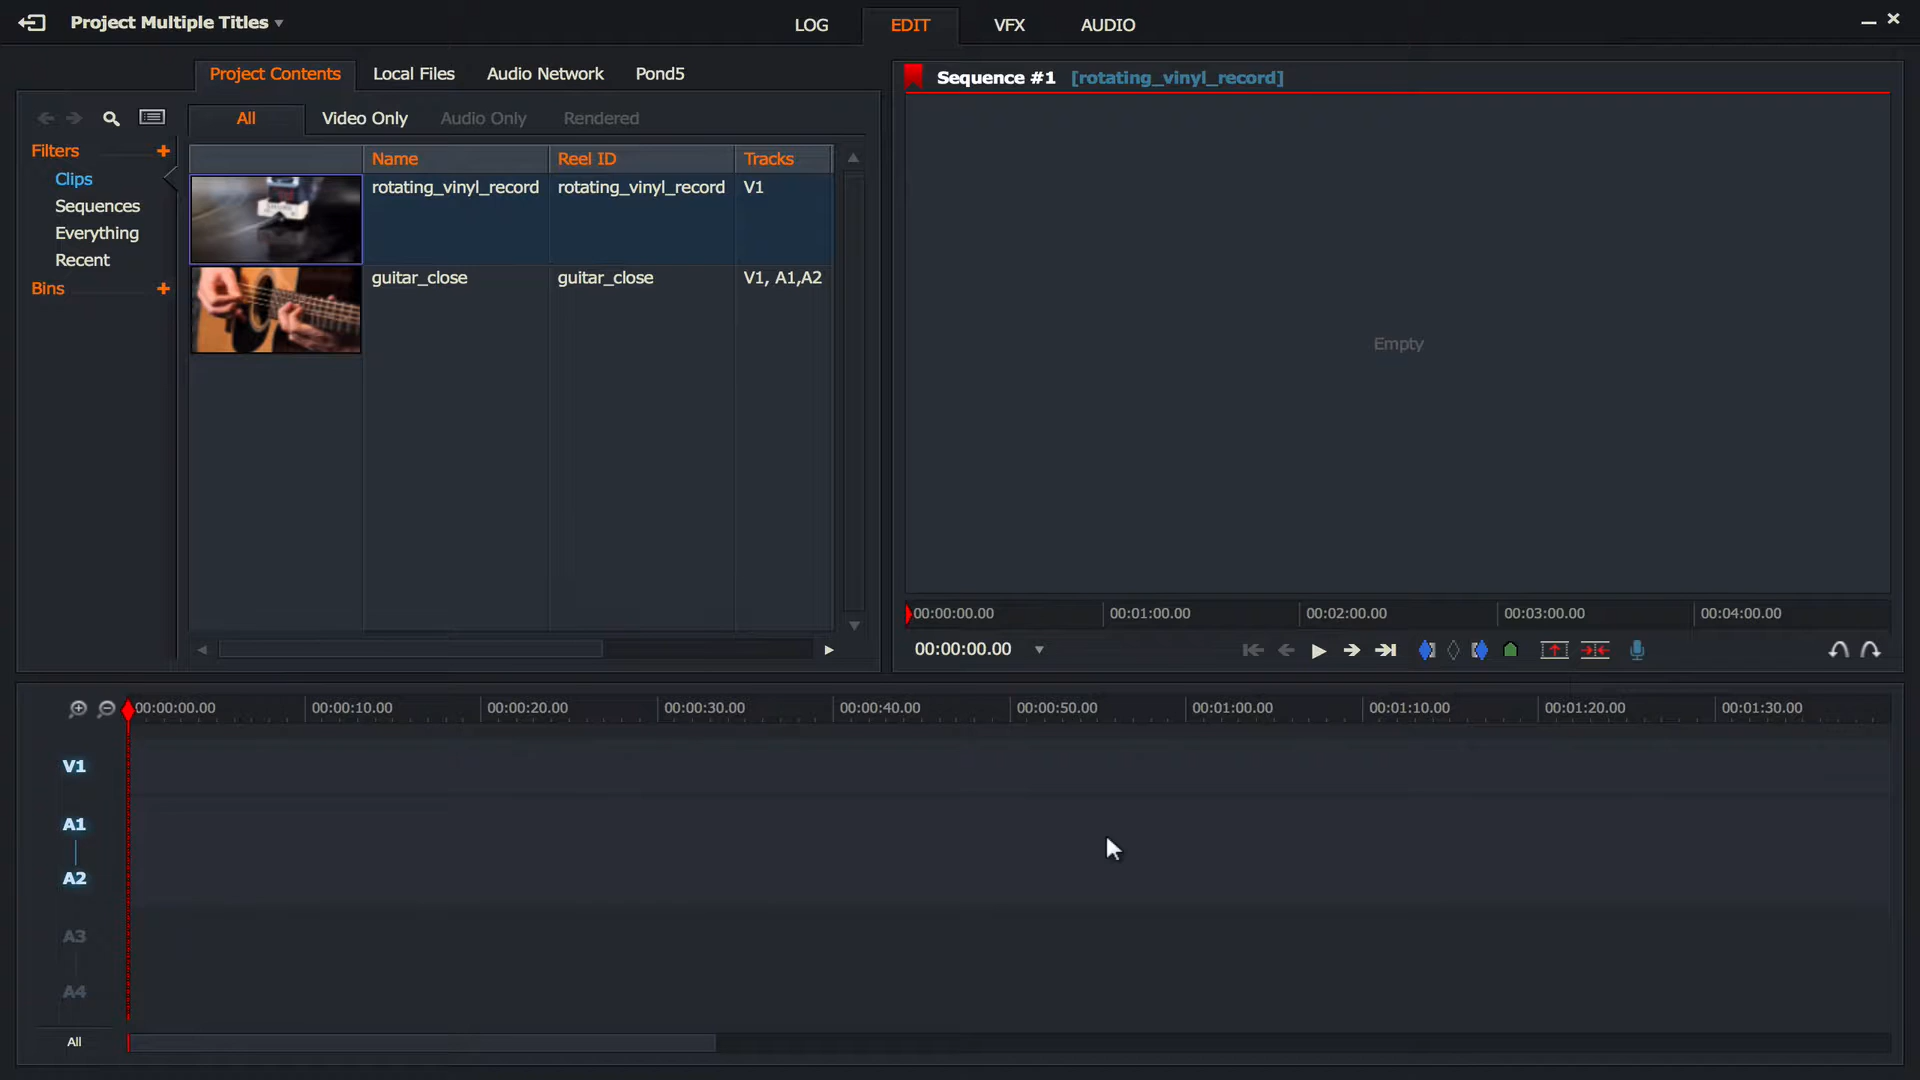 Project Multiple Titles
LOG
EDIT
VFX
AUDIO
Project Contents
Local Files
Audio Network
Pond5
Sequence #1 [rotating_vinyl_record]
All
Video Only
Audio Only
Rendered
Filters
Clips
Sequences
Everything
Recent
Bins
Name
Reel ID
Tracks
rotating_vinyl_record
rotating_vinyl_record
V1
guitar_close
guitar_close
V1, A1,A2
Empty
00:00:00.00
00:01:00.00
00:02:00.00
00:03:00.00
00:04:00.00
00:00:00.00
00:00:00.00
00:00:10.00
00:00:20.00
00:00:30.00
00:00:40.00
00:00:50.00
00:01:00.00
00:01:10.00
00:01:20.00
00:01:30.00
V1
A1
A2
A3
A4
All